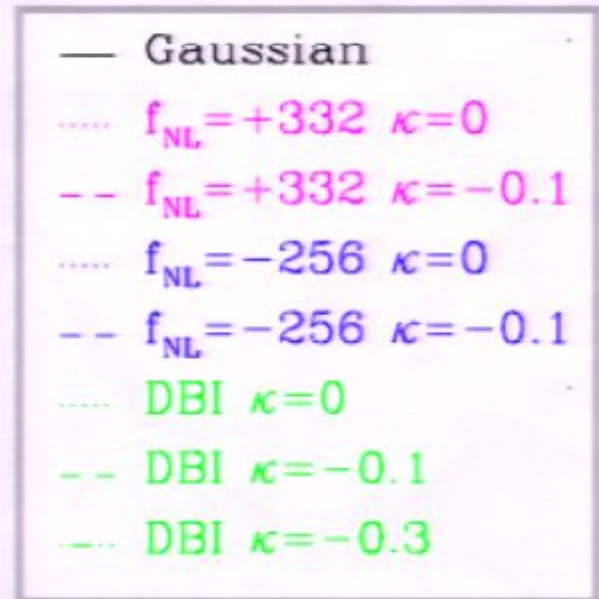 Gaussian
f_NL=+332 κ=0
f_NL=+332 κ=-0.1
f_NL=-256 κ=0
f_NL=-256 κ=-0.1
DBI κ=0
DBI κ=-0.1
DBI κ=-0.3